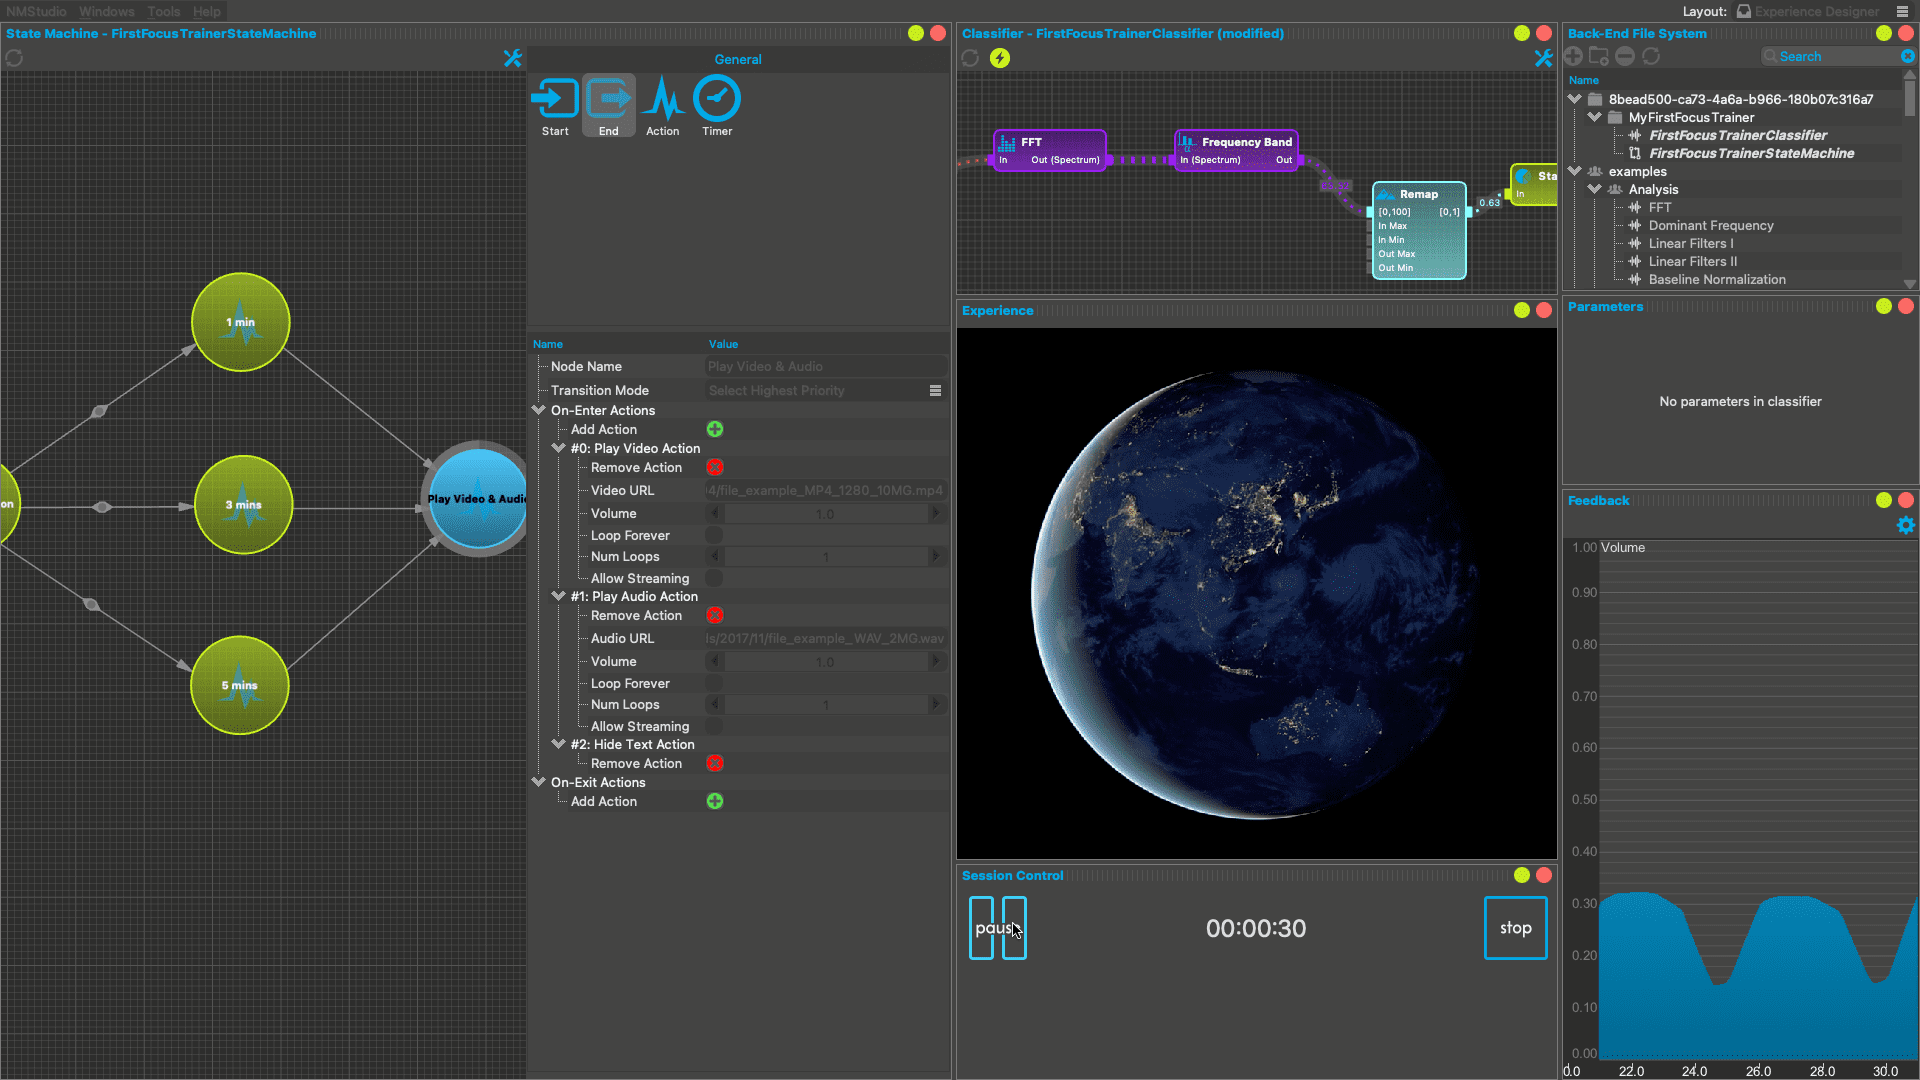 NMStudio Windows Tools Help
Layout: Experience Designer
State Machine - FirstFocusTrainerStateMachine
General
Start End Action Timer
1 min
on
3 mins
Play Video & Audio
5 mins
Name Value
Node Name Play Video & Audio
Transition Mode Select Highest Priority
On-Enter Actions
Add Action
#0: Play Video Action
Remove Action
Video URL 4/file_example_MP4_1280_10MG.mp4
Volume 1.0
Loop Forever
Num Loops 1
Allow Streaming
#1: Play Audio Action
Remove Action
Audio URL ls/2017/11/file_example_WAV_2MG.wav
Volume 1.0
Loop Forever
Num Loops 1
Allow Streaming
#2: Hide Text Action
Remove Action
On-Exit Actions
Add Action
Classifier - FirstFocusTrainerClassifier (modified)
FFT
In Out (Spectrum)
Frequency Band
In (Spectrum) Out
Remap
[0,100] [0,1]
In Max
In Min
Out Max
Out Min
0.63
Sta
In
Experience
Session Control
pause
00:00:30
stop
Back-End File System
Search
Name
8bead500-ca73-4a6a-b966-180b07c316a7
MyFirstFocusTrainer
FirstFocusTrainerClassifier
FirstFocusTrainerStateMachine
examples
Analysis
FFT
Dominant Frequency
Linear Filters I
Linear Filters II
Baseline Normalization
Parameters
No parameters in classifier
Feedback
1.00 Volume
0.90
0.80
0.70
0.60
0.50
0.40
0.30
0.20
0.10
0.00
0.0 22.0 24.0 26.0 28.0 30.0